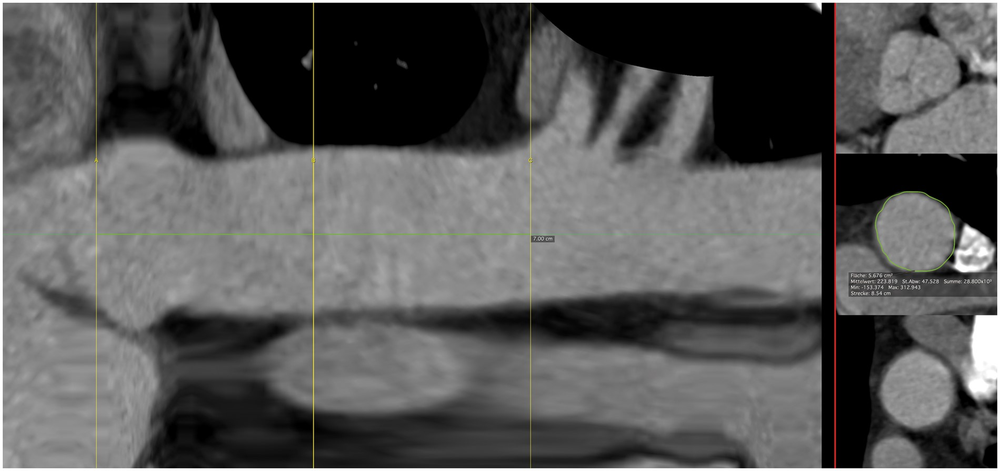 A
B
C
7.00 cm
Fläche: 5.676 cm²
Mittelwert: 223.819 St.Abw: 47.528 Summe: 28.800x10³
Min: -153.374 Max: 312.943
Strecke: 8.54 cm